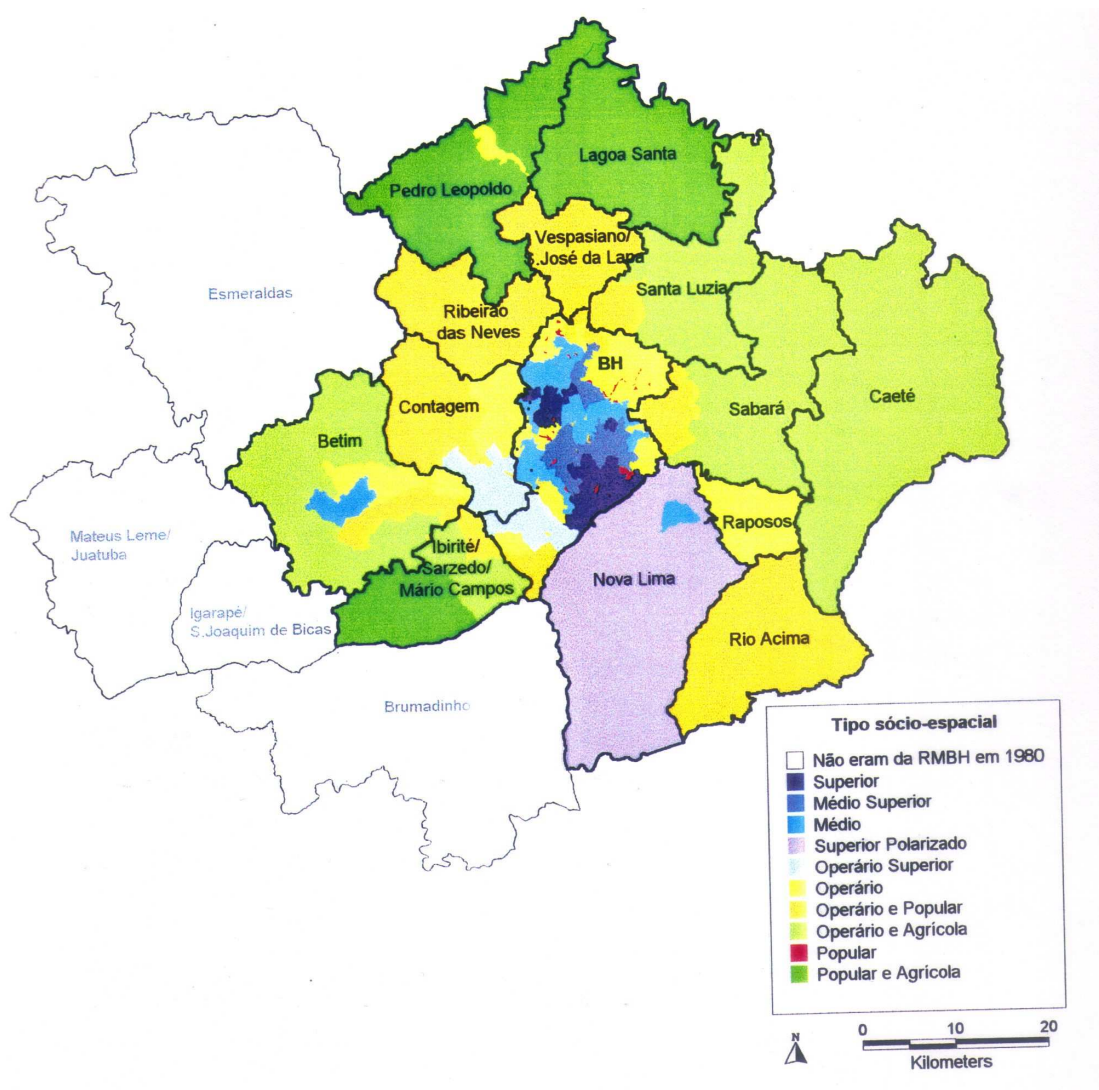 Lagoa Santa
Pedro Leopoldo
Vespasiano/
S.José da Lapa
Esmeraldas
Santa Luzia
Ribeirão
das Neves
BH
Contagem
Sabará
Caeté
Betim
Mateus Leme/
Juatuba
Raposos
Ibirité/
Sarzedo/
Mário Campos
Nova Lima
Igarapé/
S.Joaquim de Bicas
Rio Acima
Brumadinho
Tipo sócio-espacial
Não eram da RMBH em 1980
Superior
Médio Superior
Médio
Superior Polarizado
Operário Superior
Operário
Operário e Popular
Operário e Agrícola
Popular
Popular e Agrícola
N
0 10 20
Kilometers